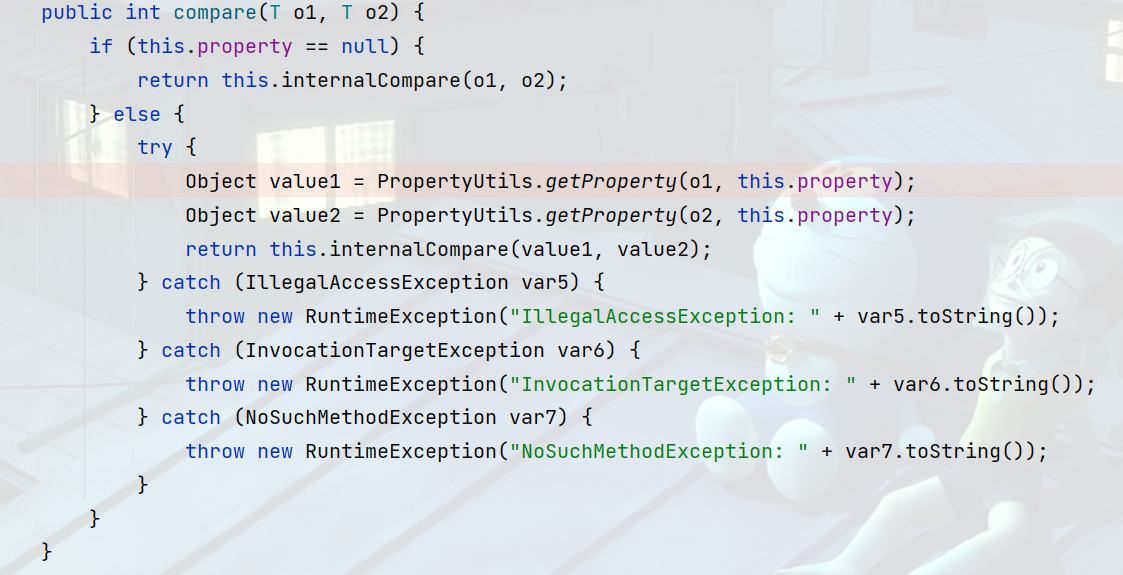 public int compare(T o1, T o2) {
    if (this.property == null) {
        return this.internalCompare(o1, o2);
    } else {
        try {
            Object value1 = PropertyUtils.getProperty(o1, this.property);
            Object value2 = PropertyUtils.getProperty(o2, this.property);
            return this.internalCompare(value1, value2);
        } catch (IllegalAccessException var5) {
            throw new RuntimeException("IllegalAccessException: " + var5.toString());
        } catch (InvocationTargetException var6) {
            throw new RuntimeException("InvocationTargetException: " + var6.toString());
        } catch (NoSuchMethodException var7) {
            throw new RuntimeException("NoSuchMethodException: " + var7.toString());
        }
    }
}